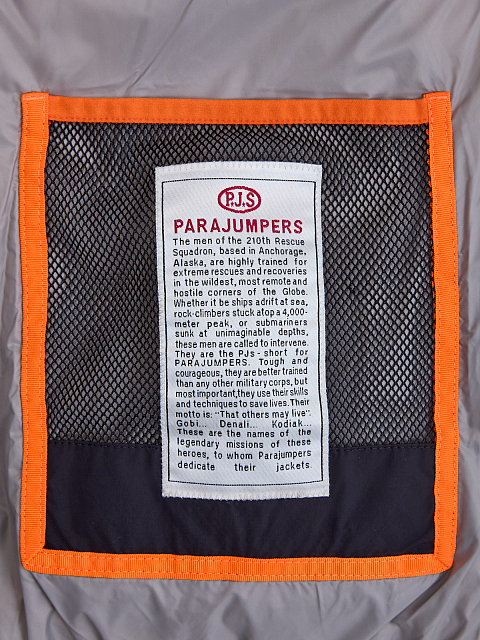 P.J.S
PARAJUMPERS
The men of the 210th Rescue
Squadron, based in Anchorage,
Alaska, are highly trained for
extreme rescues and recoveries
in the wildest, most remote and
hostile corners of the Globe.
Whether it be ships adrift at sea,
rock-climbers stuck atop a 4,000-
meter peak, or submariners
sunk at unimaginable depths,
these men are called to intervene.
They are the PJs - short for
PARAJUMPERS. Tough and
courageous, they are better trained
than any other military corps, but
most important,they use their skills
and techniques to save lives.Their
motto is: "That others may live".
Gobi... Denali... Kodiak...
These are the names of the
legendary missions of these
heroes, to whom Parajumpers
dedicate their jackets.